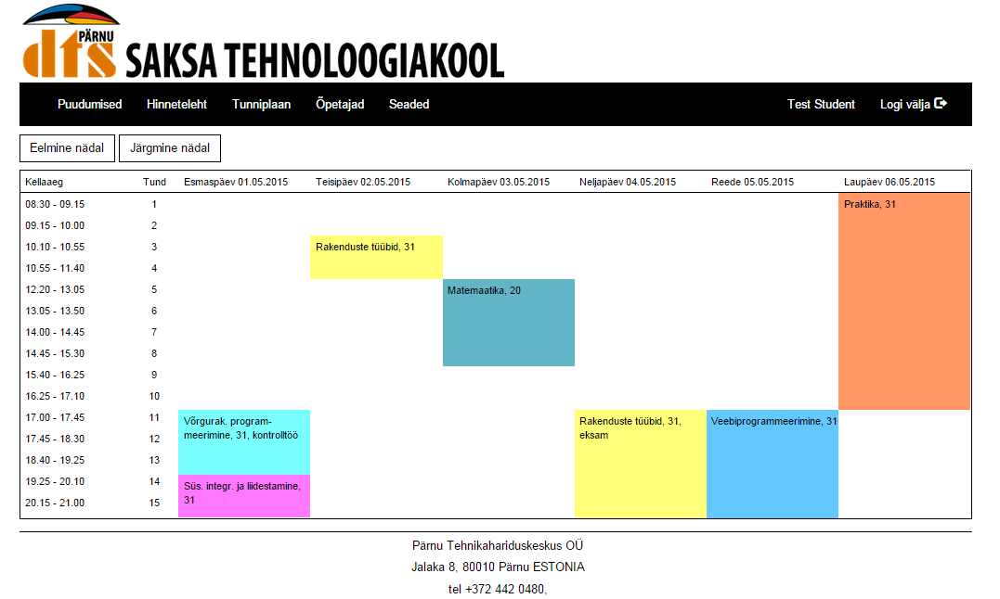 PÄRNU
dts SAKSA TEHNOLOOGIAKOOL
Puudumised Hinneteleht Tunniplaan Õpetajad Seaded Test Student Logi välja
Eelmine nädal Järgmine nädal
Kellaaeg Tund Esmaspäev 01.05.2015 Teisipäev 02.05.2015 Kolmapäev 03.05.2015 Neljapäev 04.05.2015 Reede 05.05.2015 Laupäev 06.05.2015
08.30 - 09.15 1 Praktika, 31
09.15 - 10.00 2
10.10 - 10.55 3 Rakenduste tüübid, 31
10.55 - 11.40 4
12.20 - 13.05 5 Matemaatika, 20
13.05 - 13.50 6
14.00 - 14.45 7
14.45 - 15.30 8
15.40 - 16.25 9
16.25 - 17.10 10
17.00 - 17.45 11 Võrgurak. program- Rakenduste tüübid, 31, Veebiprogrammeerimine, 31
17.45 - 18.30 12 meerimine, 31, kontrolltöö eksam
18.40 - 19.25 13
19.25 - 20.10 14 Süs. integr. ja liidestamine,
20.15 - 21.00 15 31
Pärnu Tehnikahariduskeskus OÜ
Jalaka 8, 80010 Pärnu ESTONIA
tel +372 442 0480,